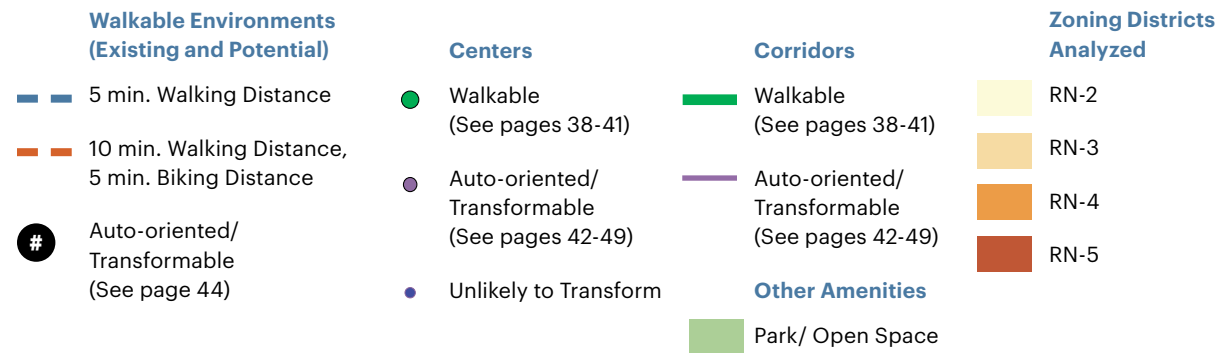 Walkable Environments
(Existing and Potential)
5 min. Walking Distance
10 min. Walking Distance,
5 min. Biking Distance
#
Auto-oriented/
Transformable
(See page 44)
Centers
Walkable
(See pages 38-41)
Auto-oriented/
Transformable
(See pages 42-49)
Unlikely to Transform
Corridors
Walkable
(See pages 38-41)
Auto-oriented/
Transformable
(See pages 42-49)
Other Amenities
Park/ Open Space
Zoning Districts
Analyzed
RN-2
RN-3
RN-4
RN-5